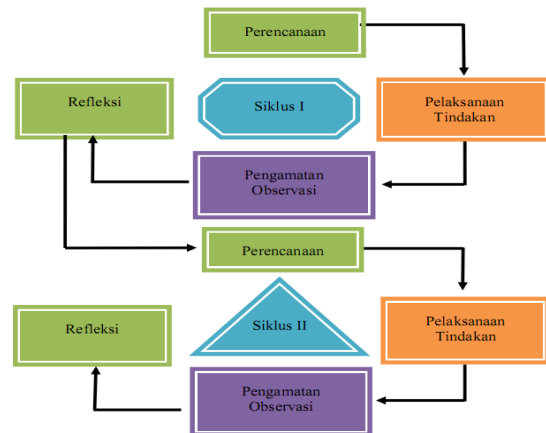 Perencanaan
Refleksi
Siklus I
Pelaksanaan
Tindakan
Pengamatan
Observasi
Perencanaan
Refleksi
Siklus II
Pelaksanaan
Tindakan
Pengamatan
Observasi